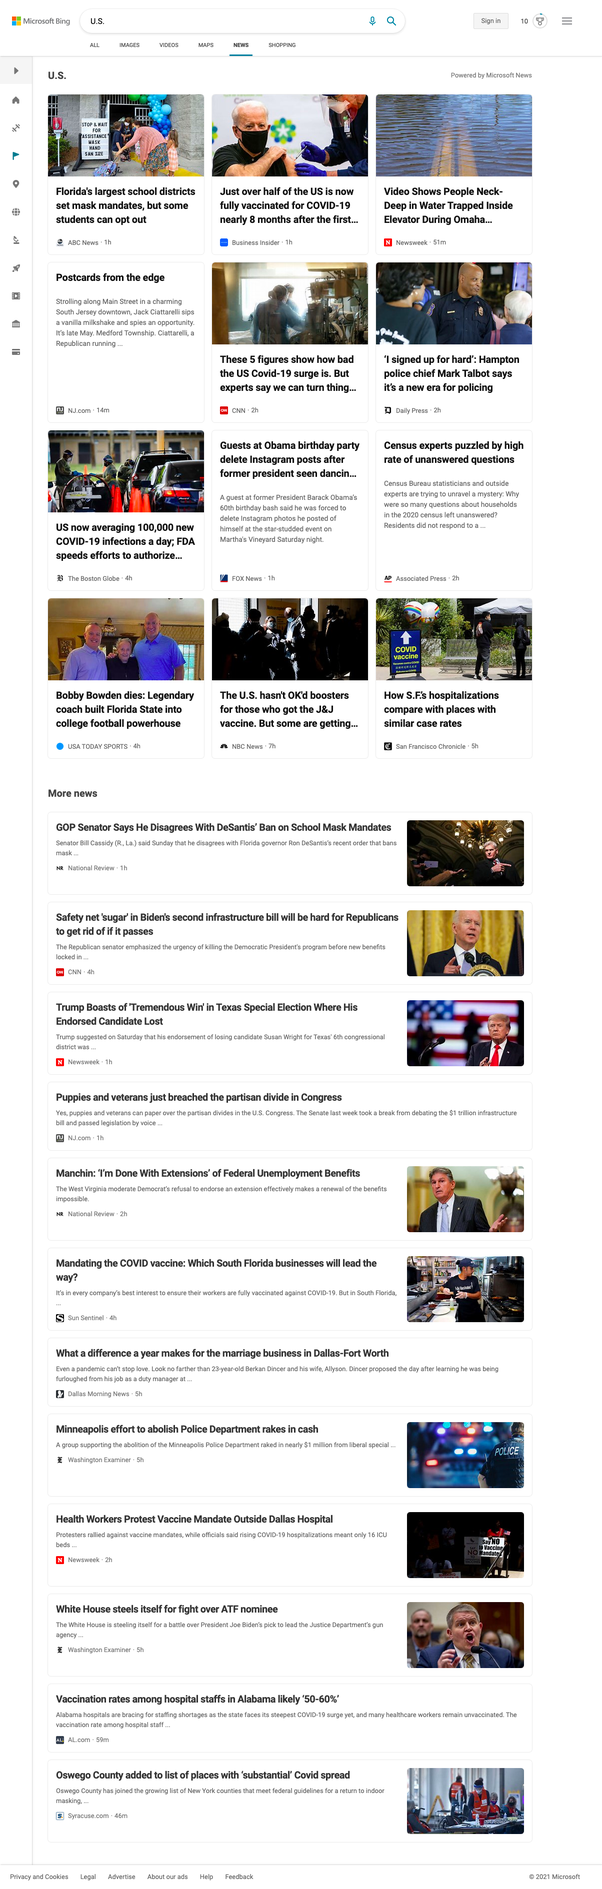 Microsoft Bing
U.S.
Sign in
10
ALL
IMAGES
VIDEOS
MAPS
NEWS
SHOPPING
U.S.
Powered by Microsoft News
STOP & WAIT
FOR
ASSISTANCE
MASK
HAND
SAN IZE
Florida's largest school districts
set mask mandates, but some
students can opt out
ABC News · 1h
Just over half of the US is now
fully vaccinated for COVID-19
nearly 8 months after the first...
Business Insider · 1h
Video Shows People Neck-
Deep in Water Trapped Inside
Elevator During Omaha...
Newsweek · 51m
Postcards from the edge
Strolling along Main Street in a charming
South Jersey downtown, Jack Ciattarelli sips
a vanilla milkshake and spies an opportunity.
It's late May. Medford Township. Ciattarelli, a
Republican running ...
NJ.com · 14m
These 5 figures show how bad
the US Covid-19 surge is. But
experts say we can turn thing...
CNN · 2h
'I signed up for hard': Hampton
police chief Mark Talbot says
it's a new era for policing
Daily Press · 2h
US now averaging 100,000 new
COVID-19 infections a day; FDA
speeds efforts to authorize...
The Boston Globe · 4h
Guests at Obama birthday party
delete Instagram posts after
former president seen dancin...
A guest at former President Barack Obama's
60th birthday bash said he was forced to
delete Instagram photos he posted of
himself at the star-studded event on
Martha's Vineyard Saturday night.
FOX News · 1h
Census experts puzzled by high
rate of unanswered questions
Census Bureau statisticians and outside
experts are trying to unravel a mystery: Why
were so many questions about households
in the 2020 census left unanswered?
Residents did not respond to a ...
AP
Associated Press · 2h
Bobby Bowden dies: Legendary
coach built Florida State into
college football powerhouse
USA TODAY SPORTS · 4h
The U.S. hasn't OK'd boosters
for those who got the J&J
vaccine. But some are getting...
NBC News · 7h
COVID
vaccine
How S.F.'s hospitalizations
compare with places with
similar case rates
San Francisco Chronicle · 5h
More news
GOP Senator Says He Disagrees With DeSantis' Ban on School Mask Mandates
Senator Bill Cassidy (R., La.) said Sunday that he disagrees with Florida governor Ron DeSantis's recent order that bans
mask ...
NR National Review · 1h
Safety net 'sugar' in Biden's second infrastructure bill will be hard for Republicans
to get rid of if it passes
The Republican senator emphasized the urgency of killing the Democratic President's program before new benefits
locked in ...
CNN · 4h
Trump Boasts of 'Tremendous Win' in Texas Special Election Where His
Endorsed Candidate Lost
Trump suggested on Saturday that his endorsement of losing candidate Susan Wright for Texas' 6th congressional
district was ...
Newsweek · 1h
Puppies and veterans just breached the partisan divide in Congress
Yes, puppies and veterans can paper over the partisan divides in the U.S. Congress. The Senate last week took a break from debating the $1 trillion infrastructure
bill and passed legislation by voice ...
NJ.com · 1h
Manchin: 'I'm Done With Extensions' of Federal Unemployment Benefits
The West Virginia moderate Democrat's refusal to endorse an extension effectively makes a renewal of the benefits
impossible.
NR National Review · 2h
Mandating the COVID vaccine: Which South Florida businesses will lead the
way?
It's in every company's best interest to ensure their workers are fully vaccinated against COVID-19. But in South Florida,
...
Sun Sentinel · 4h
What a difference a year makes for the marriage business in Dallas-Fort Worth
Even a pandemic can't stop love. Look no farther than 23-year-old Berkan Dincer and his wife, Allyson. Dincer proposed the day after learning he was being
furloughed from his job as a duty manager at ...
Dallas Morning News · 5h
Minneapolis effort to abolish Police Department rakes in cash
A group supporting the abolition of the Minneapolis Police Department raked in nearly $1 million from liberal special ...
Washington Examiner · 5h
POLICE
Health Workers Protest Vaccine Mandate Outside Dallas Hospital
Protesters rallied against vaccine mandates, while officials said rising COVID-19 hospitalizations meant only 16 ICU
beds ...
Newsweek · 2h
Say NO
to Vaccine
Mandate
White House steels itself for fight over ATF nominee
The White House is steeling itself for a battle over President Joe Biden's pick to lead the Justice Department's gun
agency ...
Washington Examiner · 5h
Vaccination rates among hospital staffs in Alabama likely '50-60%'
Alabama hospitals are bracing for staffing shortages as the state faces its steepest COVID-19 surge yet, and many healthcare workers remain unvaccinated. The
vaccination rate among hospital staff ...
AL.com · 59m
Oswego County added to list of places with 'substantial' Covid spread
Oswego County has joined the growing list of New York counties that meet federal guidelines for a return to indoor
masking, ...
Syracuse.com · 46m
Privacy and Cookies
Legal
Advertise
About our ads
Help
Feedback
© 2021 Microsoft